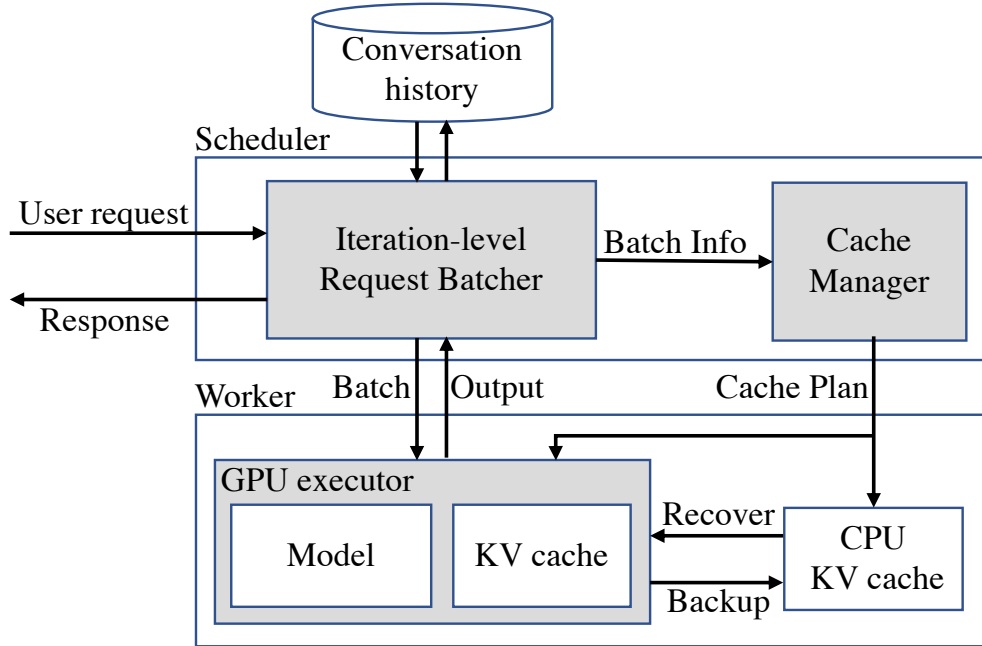 Conversation
history
Scheduler
User request
Iteration-level
Request Batcher
Batch Info
Cache
Manager
Response
Batch
Output
Cache Plan
Worker
GPU executor
Model
KV cache
Recover
Backup
CPU
KV cache